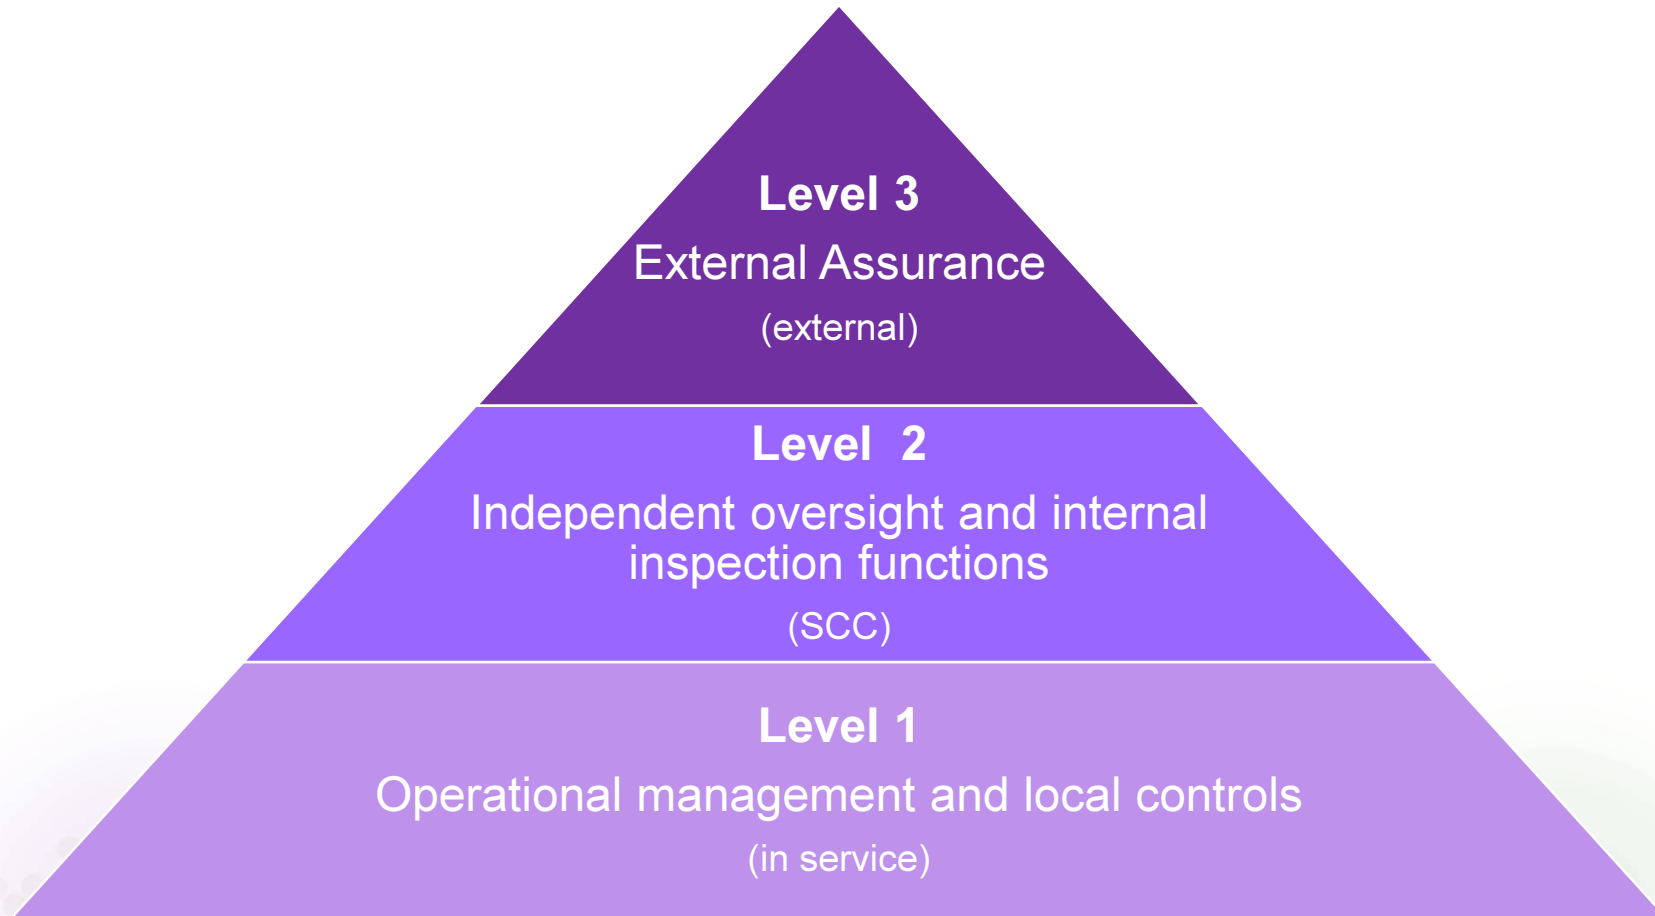 Level 3
External Assurance
(external)
Level  2
Independent oversight and internal
inspection functions
(SCC)
Level 1
Operational management and local controls
(in service)